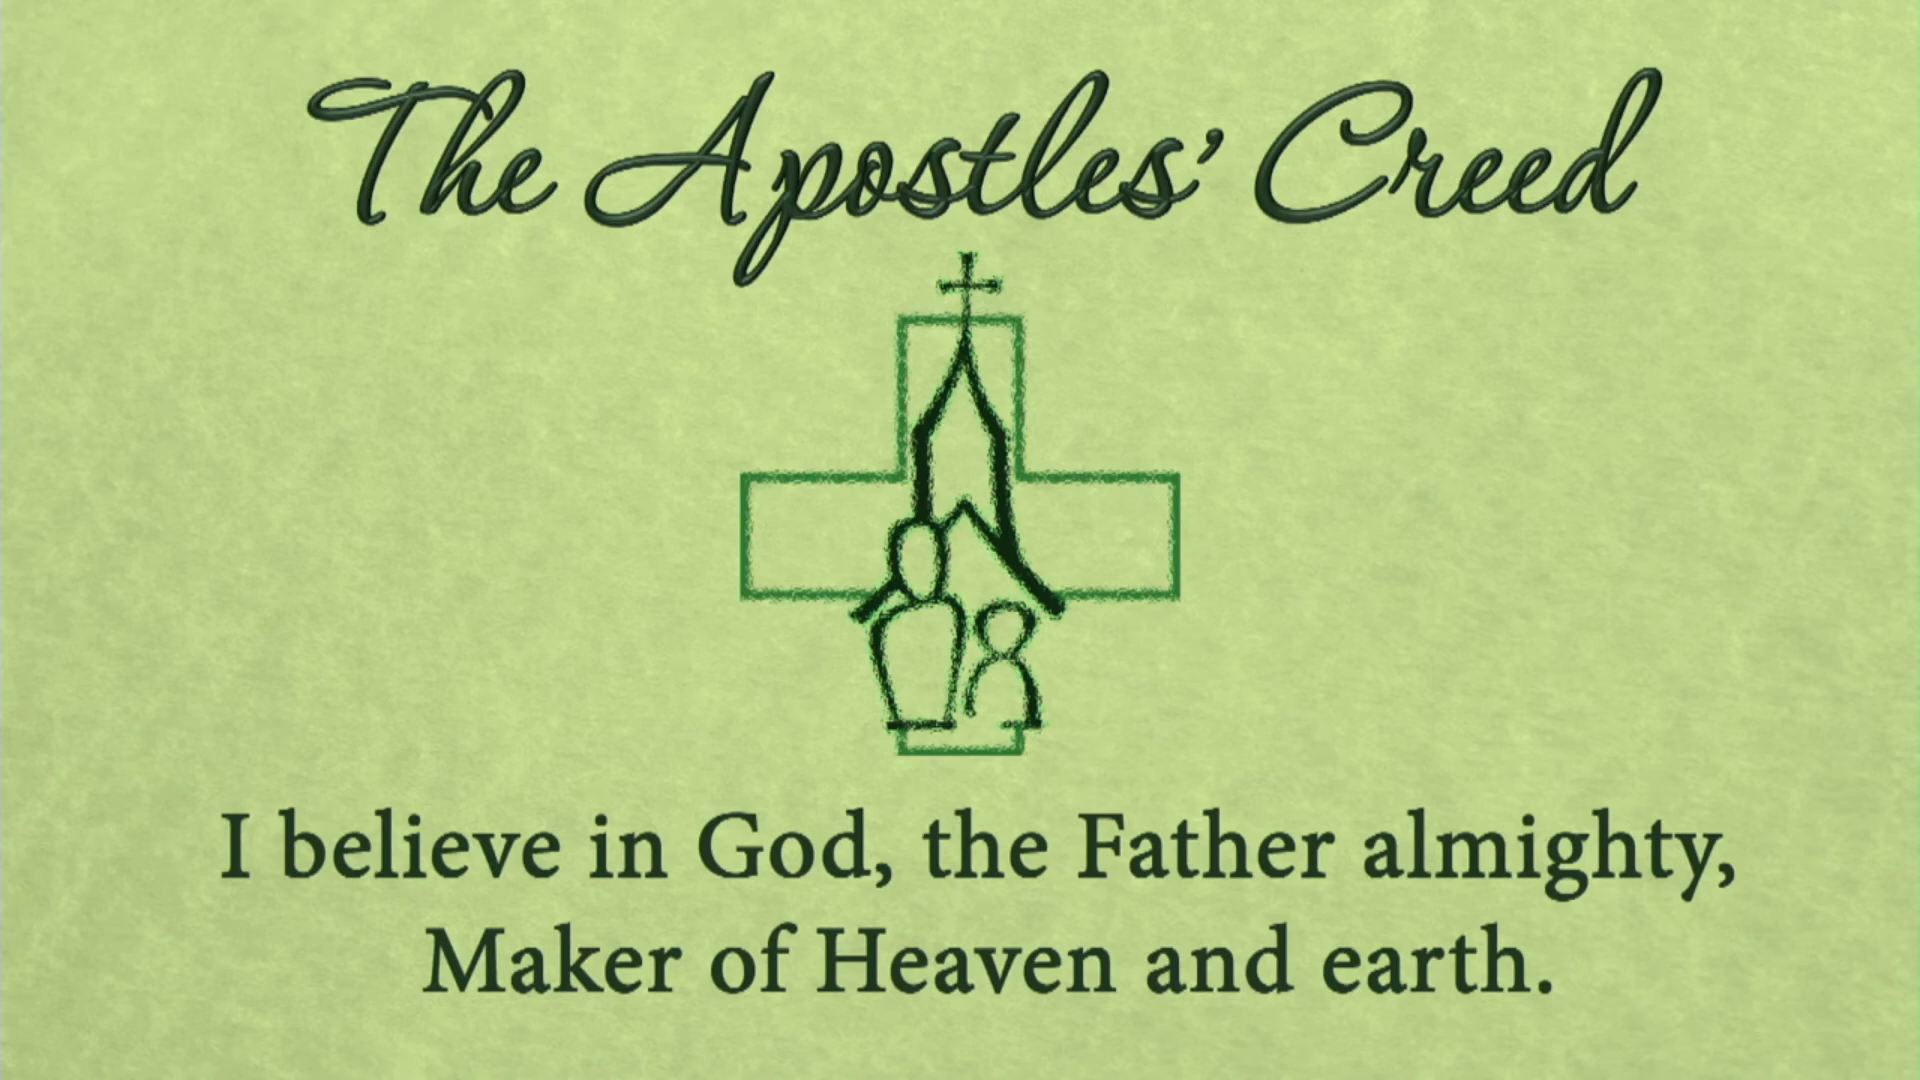 The Apostles’ Creed
I believe in God, the Father almighty,
Maker of Heaven and earth.